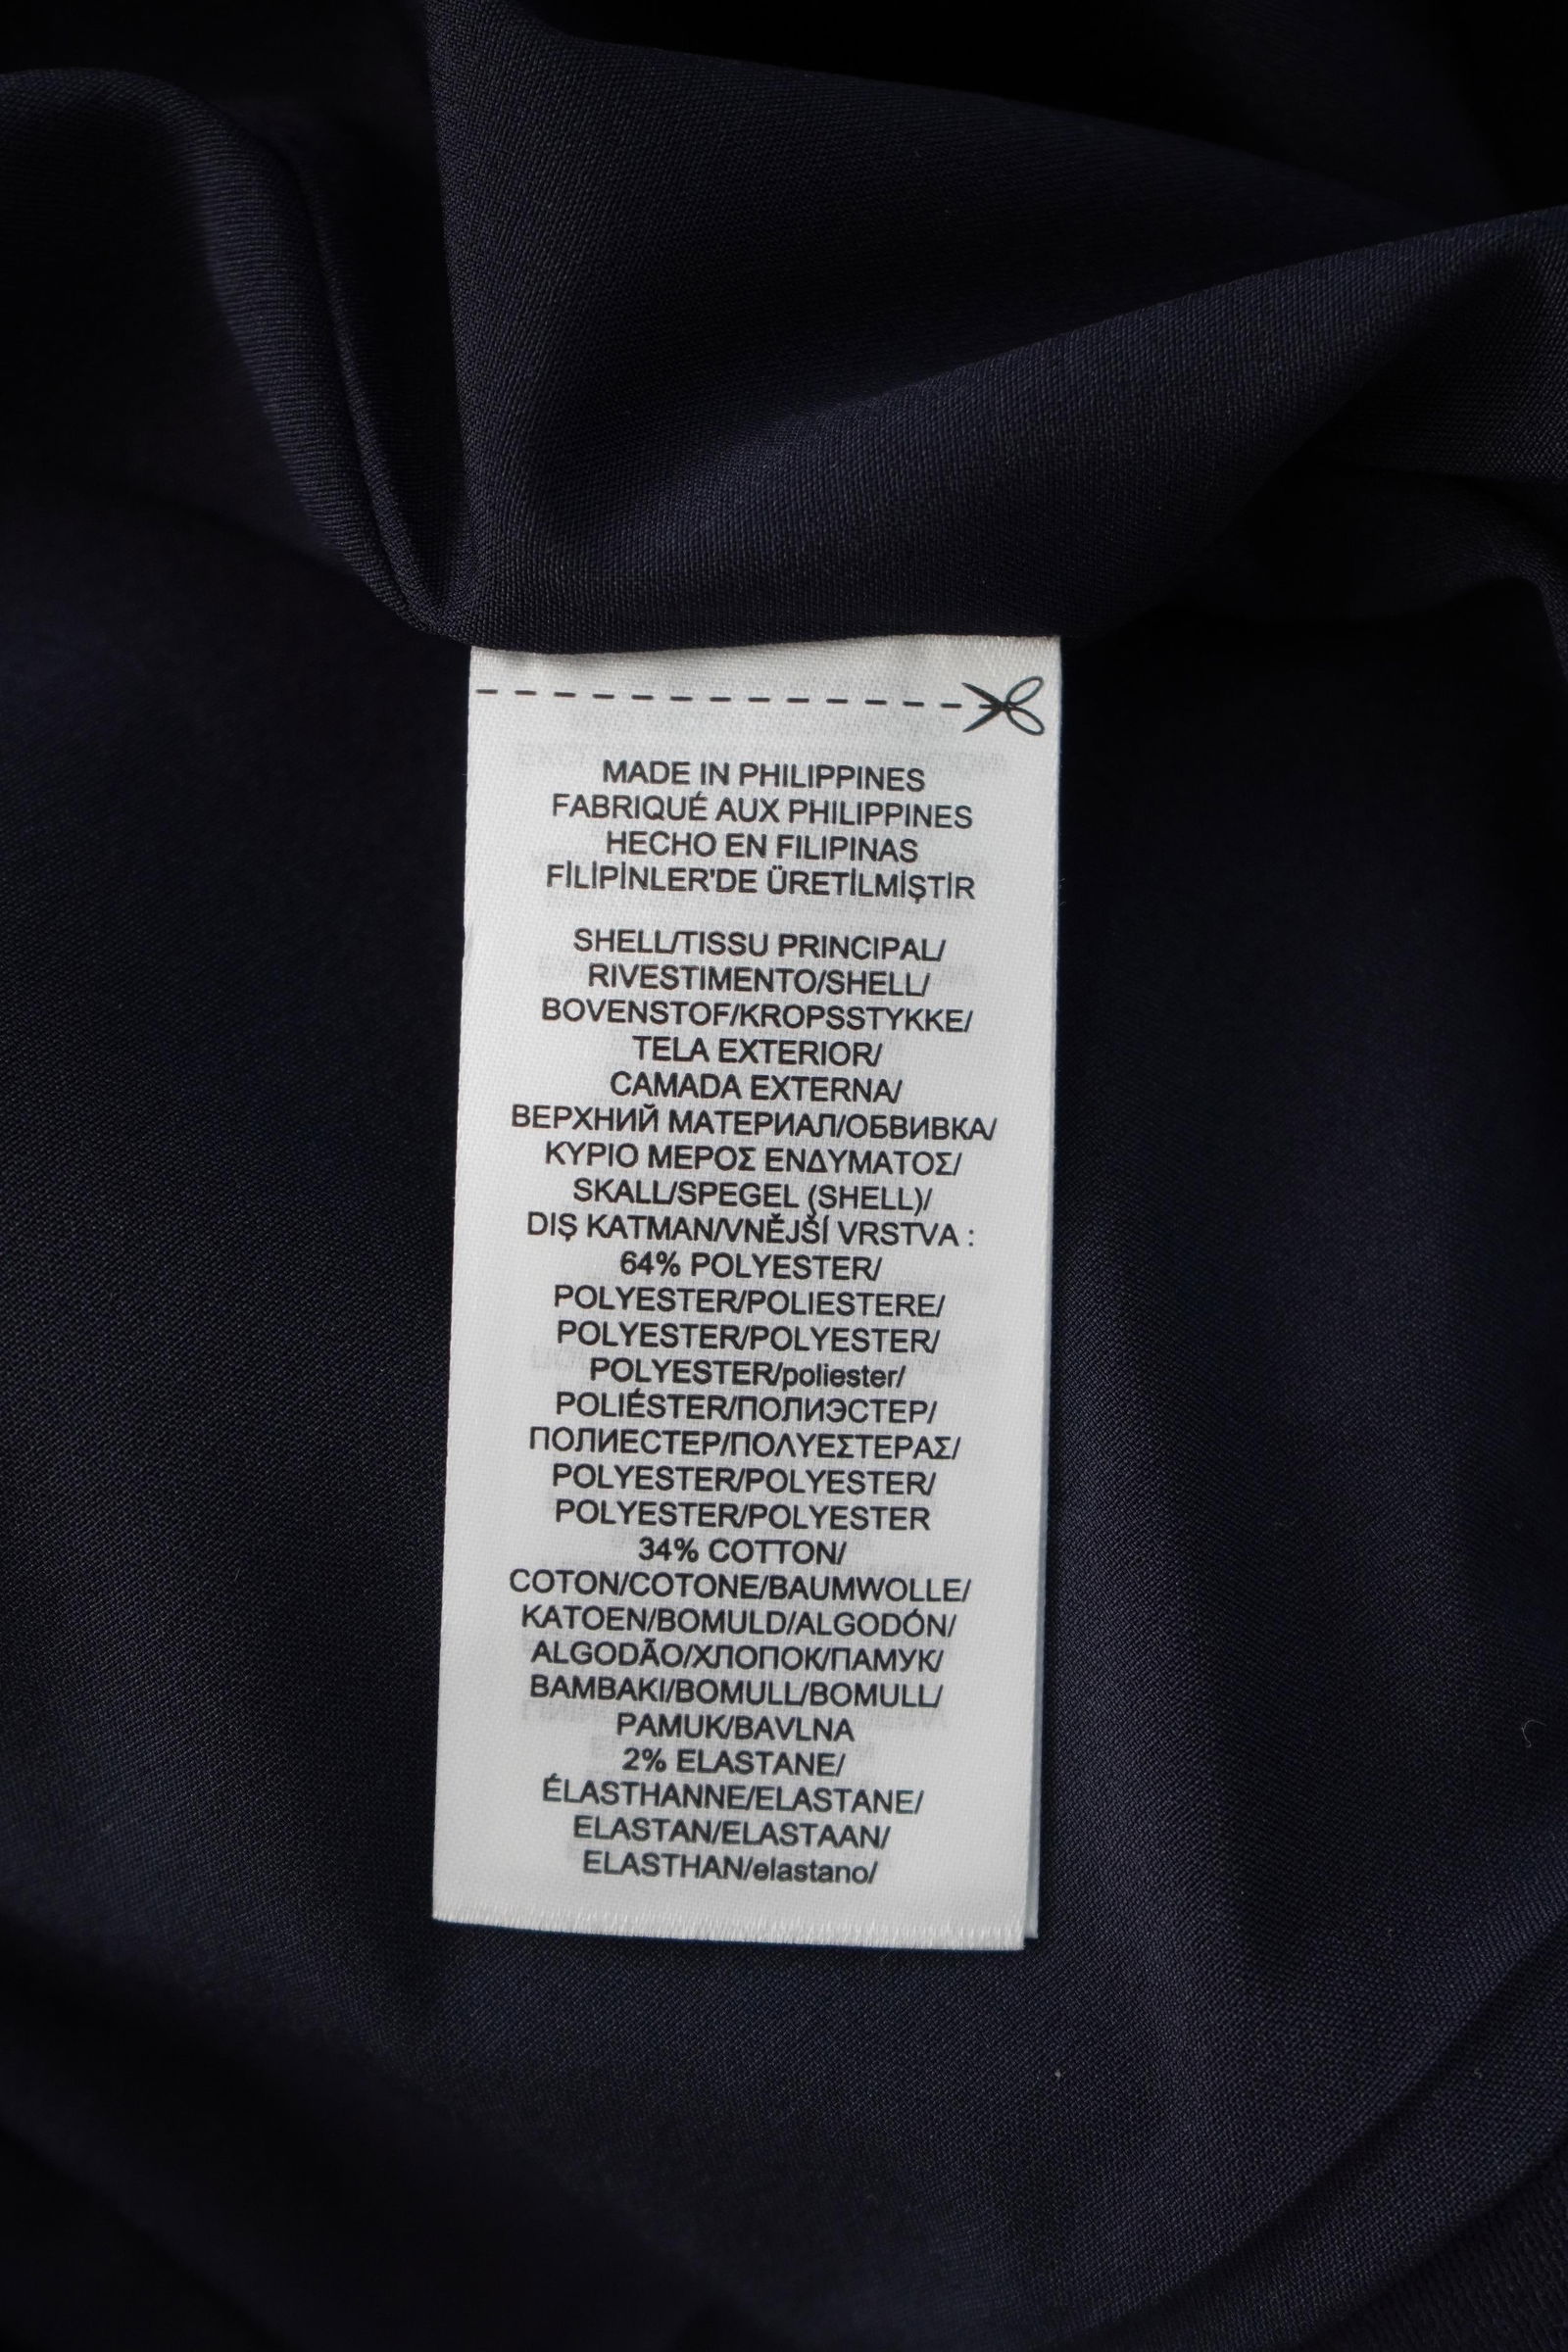 MADE IN PHILIPPINES
FABRIQUÉ AUX PHILIPPINES
HECHO EN FILIPINAS
FİLİPİNLER'DE ÜRETİLMİŞTİR
SHELL/TISSU PRINCIPAL/
RIVESTIMENTO/SHELL/
BOVENSTOF/KROPSSTYKKE/
TELA EXTERIOR/
CAMADA EXTERNA/
ВЕРХНИЙ МАТЕРИАЛ/ОБВИВКА/
ΚΥΡΙΟ ΜΕΡΟΣ ΕΝΔΥΜΑΤΟΣ/
SKALL/SPEGEL (SHELL)/
DIŞ KATMAN/VNĚJŠÍ VRSTVA :
64% POLYESTER/
POLYESTER/POLIESTERE/
POLYESTER/POLYESTER/
POLYESTER/poliester/
POLIÉSTER/ПОЛИЭСТЕР/
ПОЛИЕСТЕР/ΠΟΛΥΕΣΤΕΡΑΣ/
POLYESTER/POLYESTER/
POLYESTER/POLYESTER
34% COTTON/
COTON/COTONE/BAUMWOLLE/
KATOEN/BOMULD/ALGODÓN/
ALGODÃO/ХЛОПОК/ПАМУК/
BAMBAKI/BOMULL/BOMULL/
PAMUK/BAVLNA
2% ELASTANE/
ÉLASTHANNE/ELASTANE/
ELASTAN/ELASTAAN/
ELASTHAN/elastano/